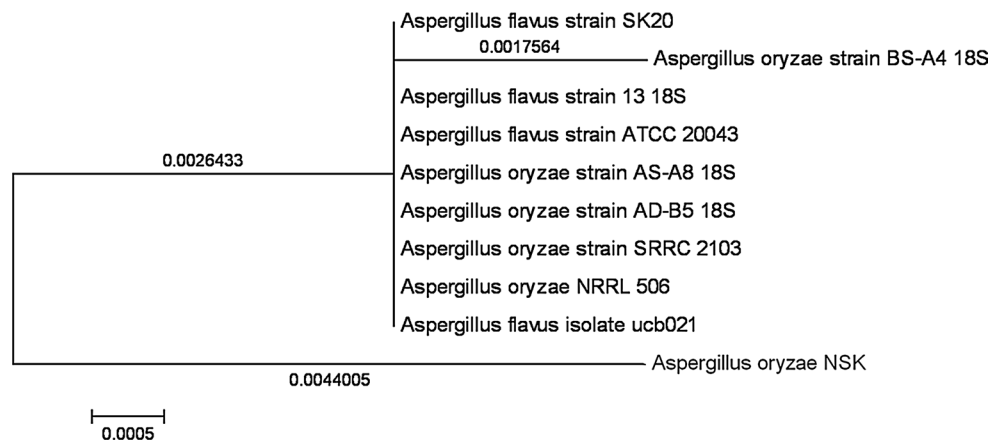 Aspergillus flavus strain SK20
0.0017564
Aspergillus oryzae strain BS-A4 18S
Aspergillus flavus strain 13 18S
Aspergillus flavus strain ATCC 20043
0.0026433
Aspergillus oryzae strain AS-A8 18S
Aspergillus oryzae strain AD-B5 18S
Aspergillus oryzae strain SRRC 2103
Aspergillus oryzae NRRL 506
Aspergillus flavus isolate ucb021
Aspergillus oryzae NSK
0.0044005
0.0005